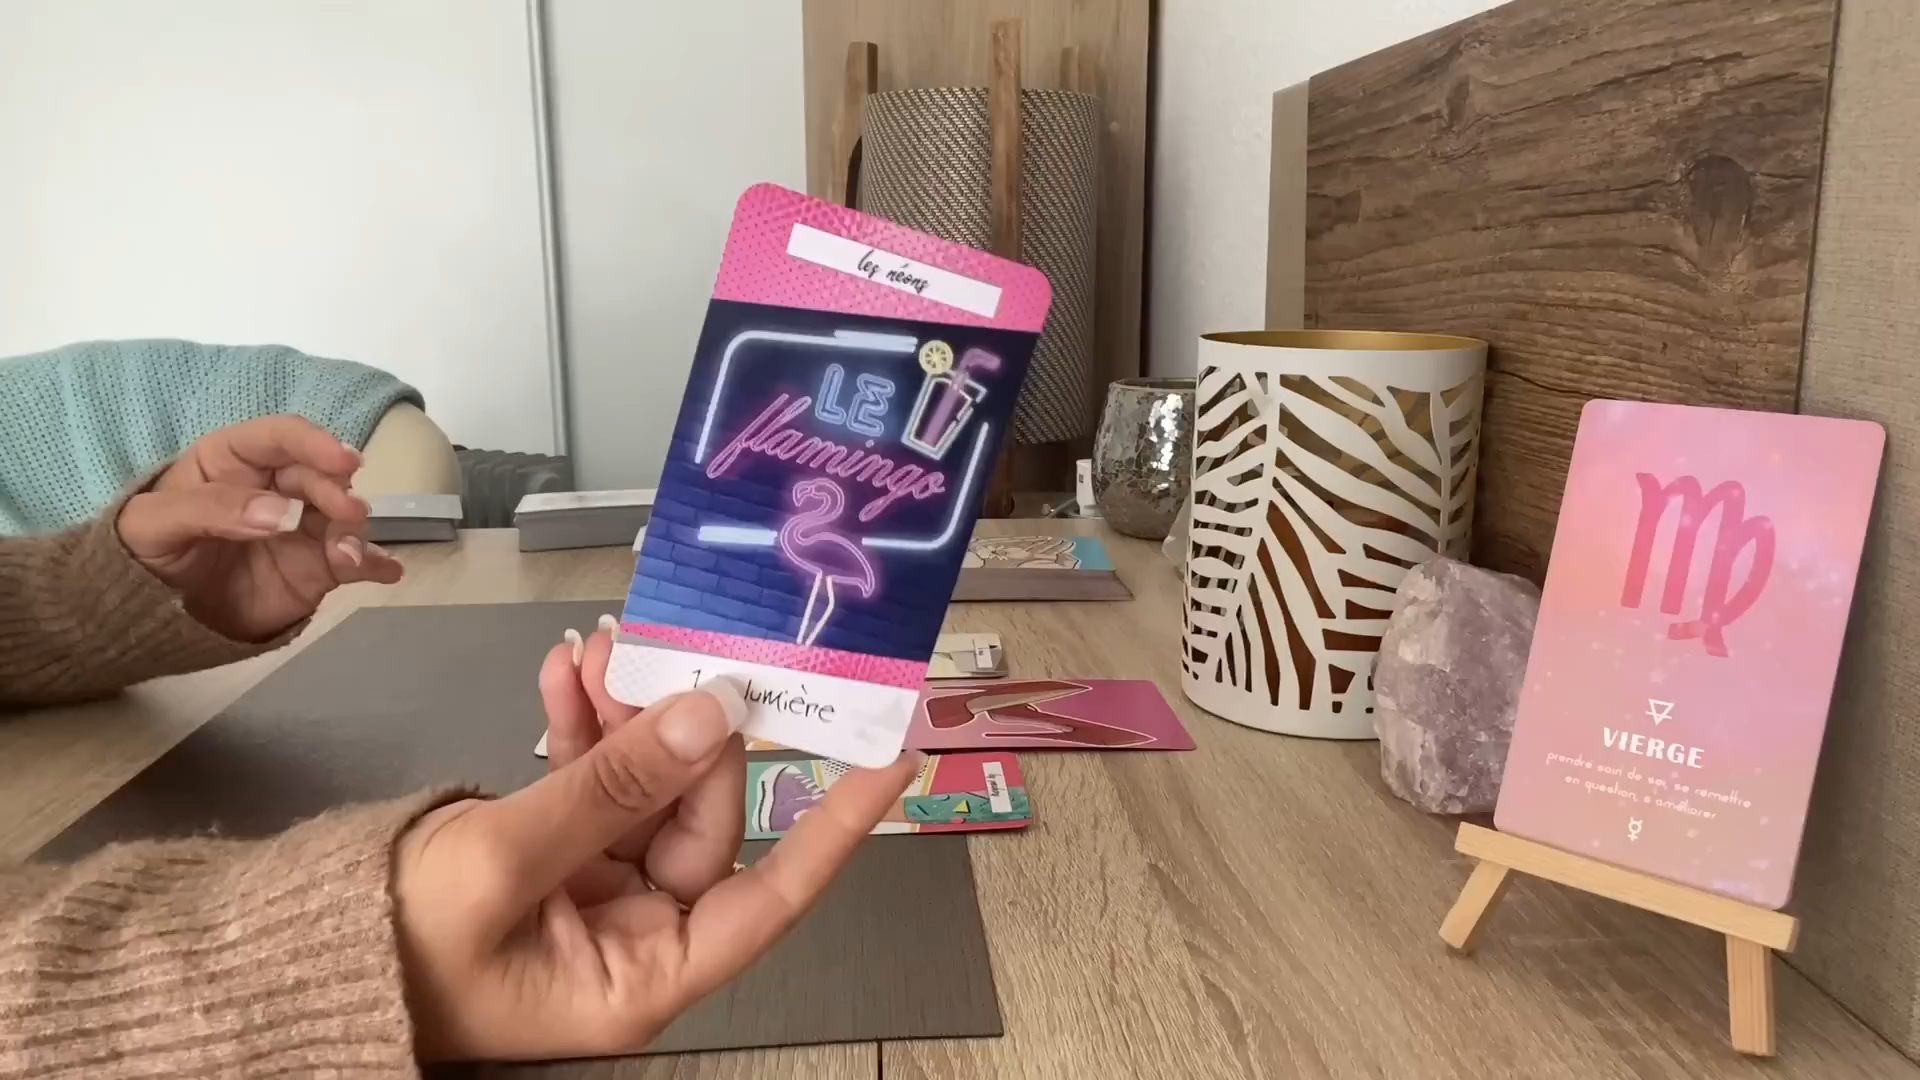 les néons
LE
flamingo
lumière
VIERGE
prendre soin de soi, se remettre
en question, s'améliorer